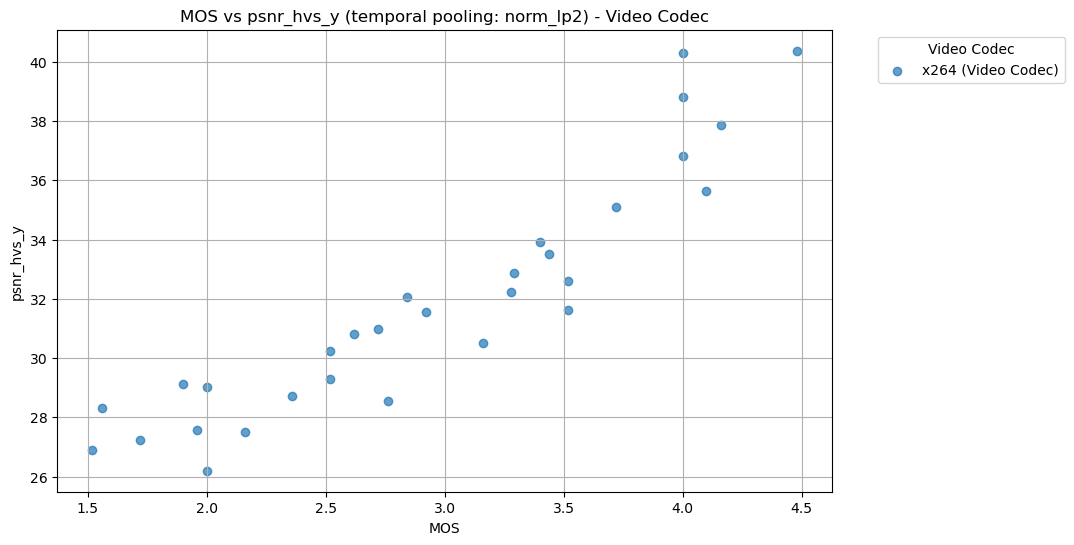 MOS vs psnr_hvs_y (temporal pooling: norm_lp2) - Video Codec
Video Codec
x264 (Video Codec)
psnr_hvs_y
40
38
36
34
32
30
28
26
1.5 2.0 2.5 3.0 3.5 4.0 4.5
MOS